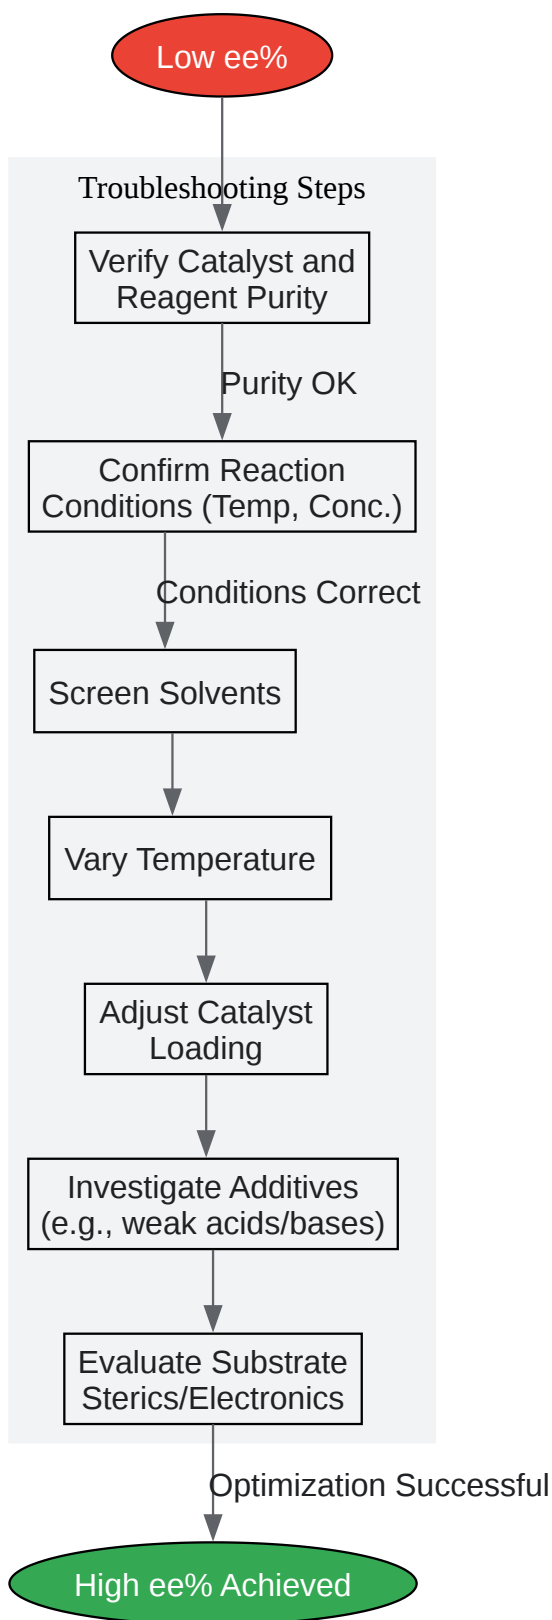 Low ee%
Troubleshooting Steps
Verify Catalyst and
Reagent Purity
Purity OK
Confirm Reaction
Conditions (Temp, Conc.)
Conditions Correct
Screen Solvents
Vary Temperature
Adjust Catalyst
Loading
Investigate Additives
(e.g., weak acids/bases)
Evaluate Substrate
Sterics/Electronics
Optimization Successful
High ee% Achieved